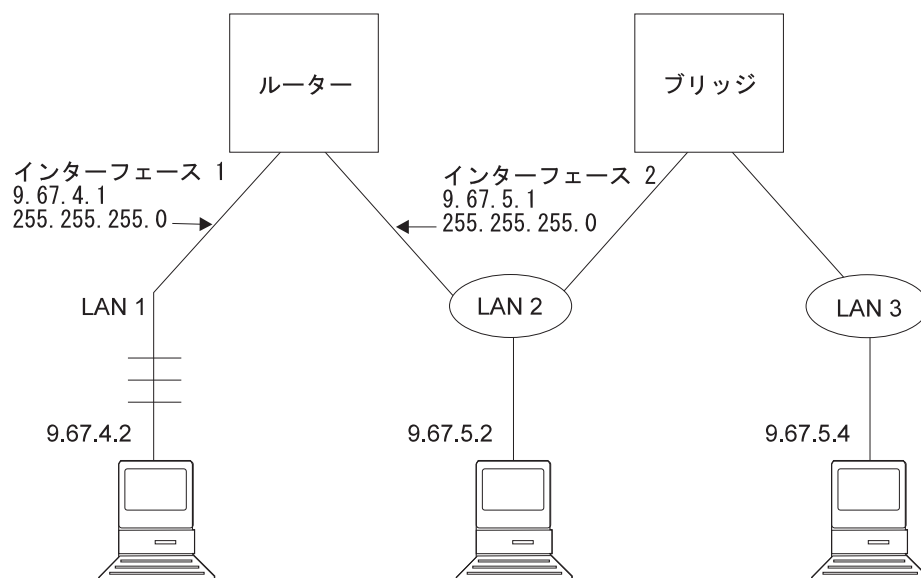 ルーター
ブリッジ
インターフェース 1
9.67.4.1
255.255.255.0
インターフェース 2
9.67.5.1
255.255.255.0
LAN 1
LAN 2
LAN 3
9.67.4.2
9.67.5.2
9.67.5.4